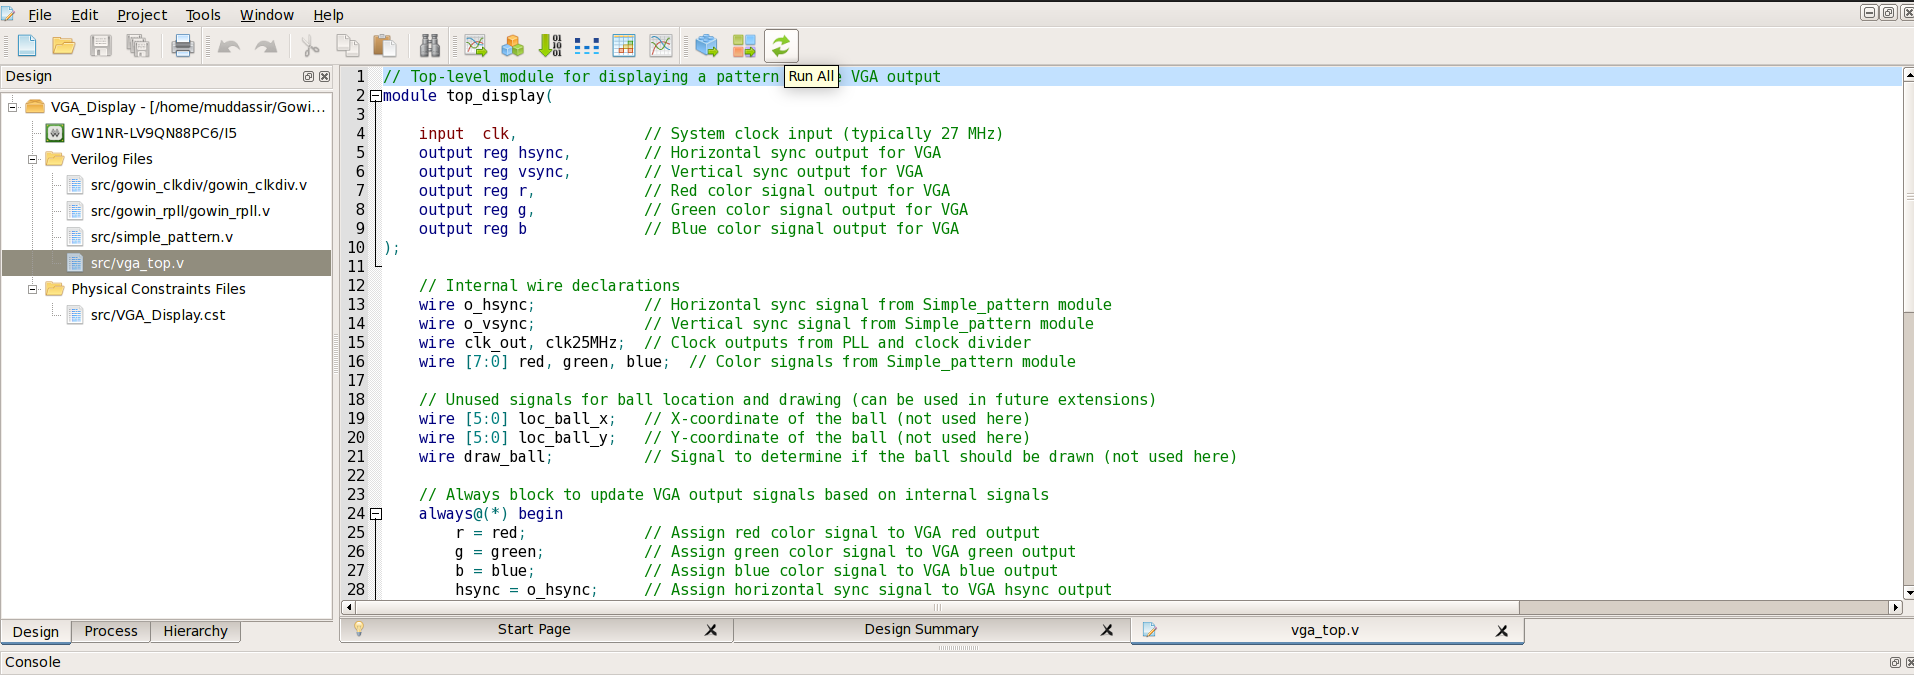 File Edit Project Tools Window Help
Design
VGA_Display - [/home/muddassir/Gowi...
GW1NR-LV9QN88PC6/I5
Verilog Files
src/gowin_clkdiv/gowin_clkdiv.v
src/gowin_rpll/gowin_rpll.v
src/simple_pattern.v
src/vga_top.v
Physical Constraints Files
src/VGA_Display.cst
Design Process Hierarchy
Run All
1 // Top-level module for displaying a pattern VGA output
2 module top_display(
3
4 input  clk,              // System clock input (typically 27 MHz)
5 output reg hsync,        // Horizontal sync output for VGA
6 output reg vsync,        // Vertical sync output for VGA
7 output reg r,            // Red color signal output for VGA
8 output reg g,            // Green color signal output for VGA
9 output reg b             // Blue color signal output for VGA
10 );
11
12 // Internal wire declarations
13 wire o_hsync;            // Horizontal sync signal from Simple_pattern module
14 wire o_vsync;            // Vertical sync signal from Simple_pattern module
15 wire clk_out, clk25MHz;  // Clock outputs from PLL and clock divider
16 wire [7:0] red, green, blue;  // Color signals from Simple_pattern module
17
18 // Unused signals for ball location and drawing (can be used in future extensions)
19 wire [5:0] loc_ball_x;   // X-coordinate of the ball (not used here)
20 wire [5:0] loc_ball_y;   // Y-coordinate of the ball (not used here)
21 wire draw_ball;          // Signal to determine if the ball should be drawn (not used here)
22
23 // Always block to update VGA output signals based on internal signals
24 always@(*) begin
25 r = red;             // Assign red color signal to VGA red output
26 g = green;           // Assign green color signal to VGA green output
27 b = blue;            // Assign blue color signal to VGA blue output
28 hsync = o_hsync;     // Assign horizontal sync signal to VGA hsync output
Start Page Design Summary vga_top.v
Console